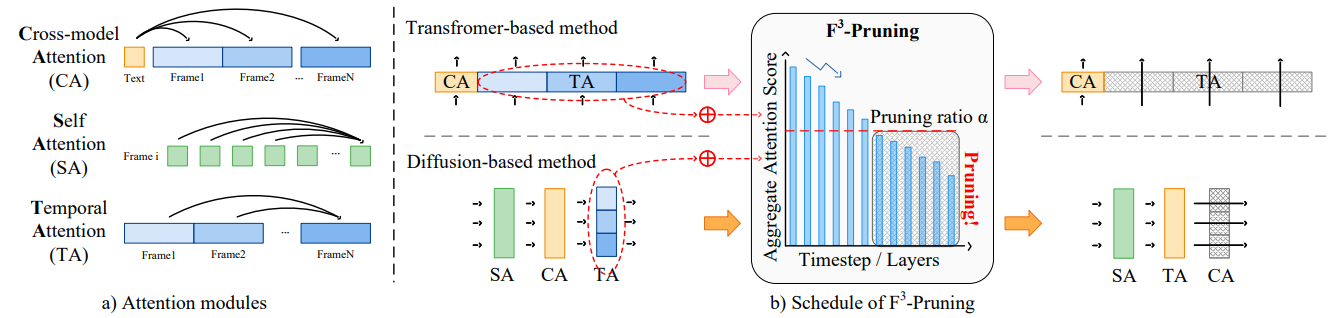 Cross-model
Attention
(CA)
Text
Frame1
Frame2
...
FrameN
Self
Attention
(SA)
Frame i
...
Temporal
Attention
(TA)
Frame1
Frame2
...
FrameN
a) Attention modules
Transfromer-based method
CA
TA
Diffusion-based method
SA
CA
TA
F³-Pruning
Aggregate Attention Score
Pruning ratio α
Pruning!
Timestep / Layers
CA
TA
SA
TA
CA
b) Schedule of F³-Pruning